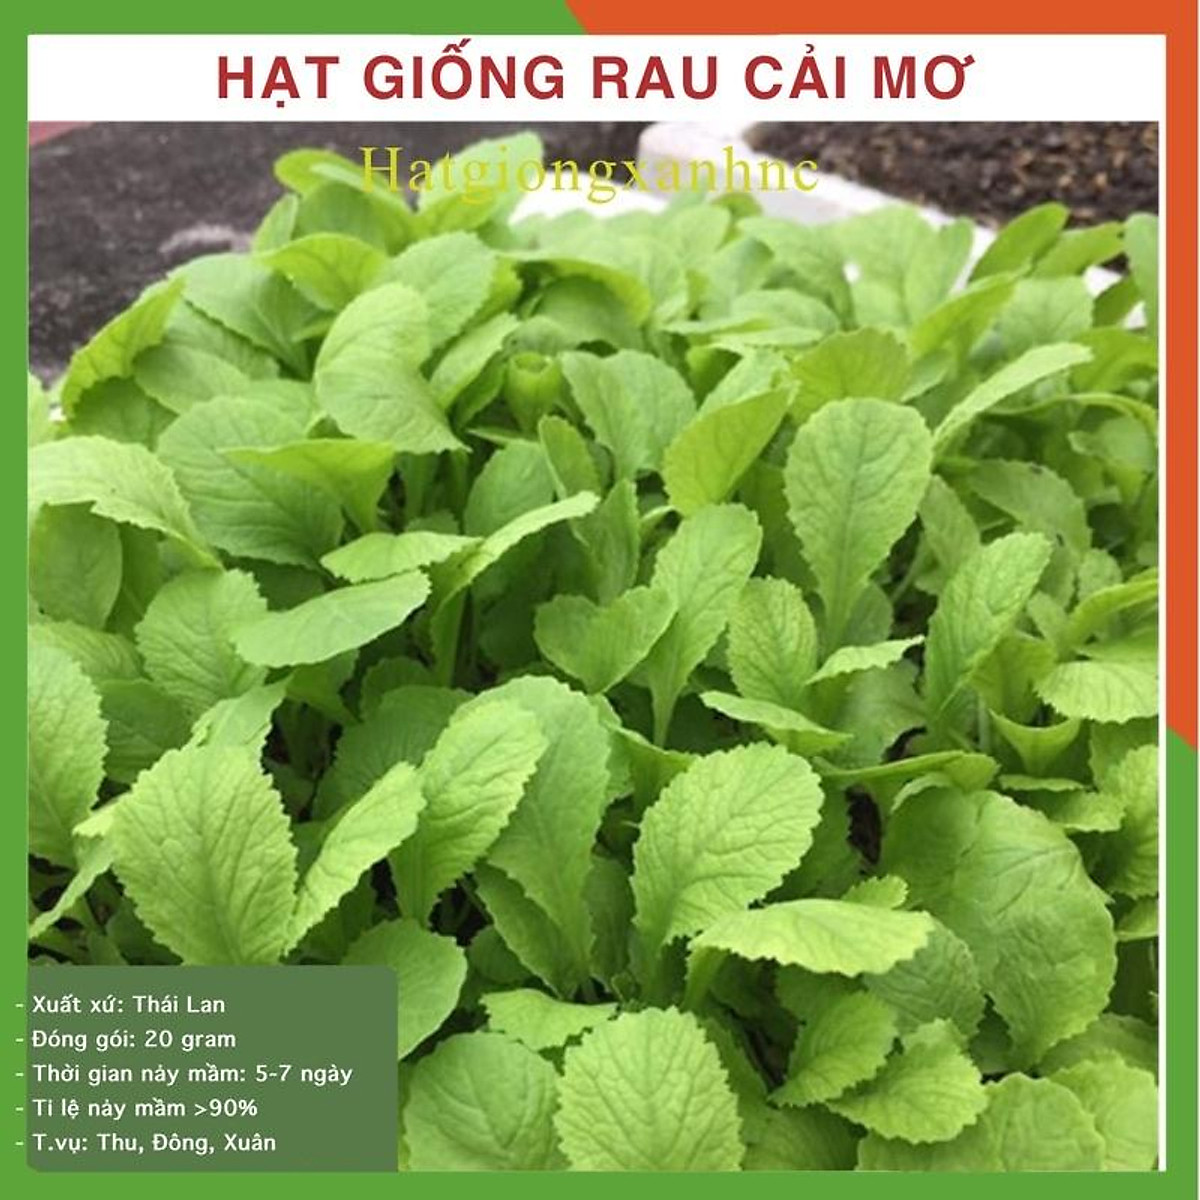 HẠT GIỐNG RAU CẢI MƠ
Hatgiongxanhnc
- Xuất xứ: Thái Lan
- Đóng gói: 20 gram
- Thời gian nảy mầm: 5-7 ngày
- Tỉ lệ nảy mầm >90%
- T.vụ: Thu, Đông, Xuân